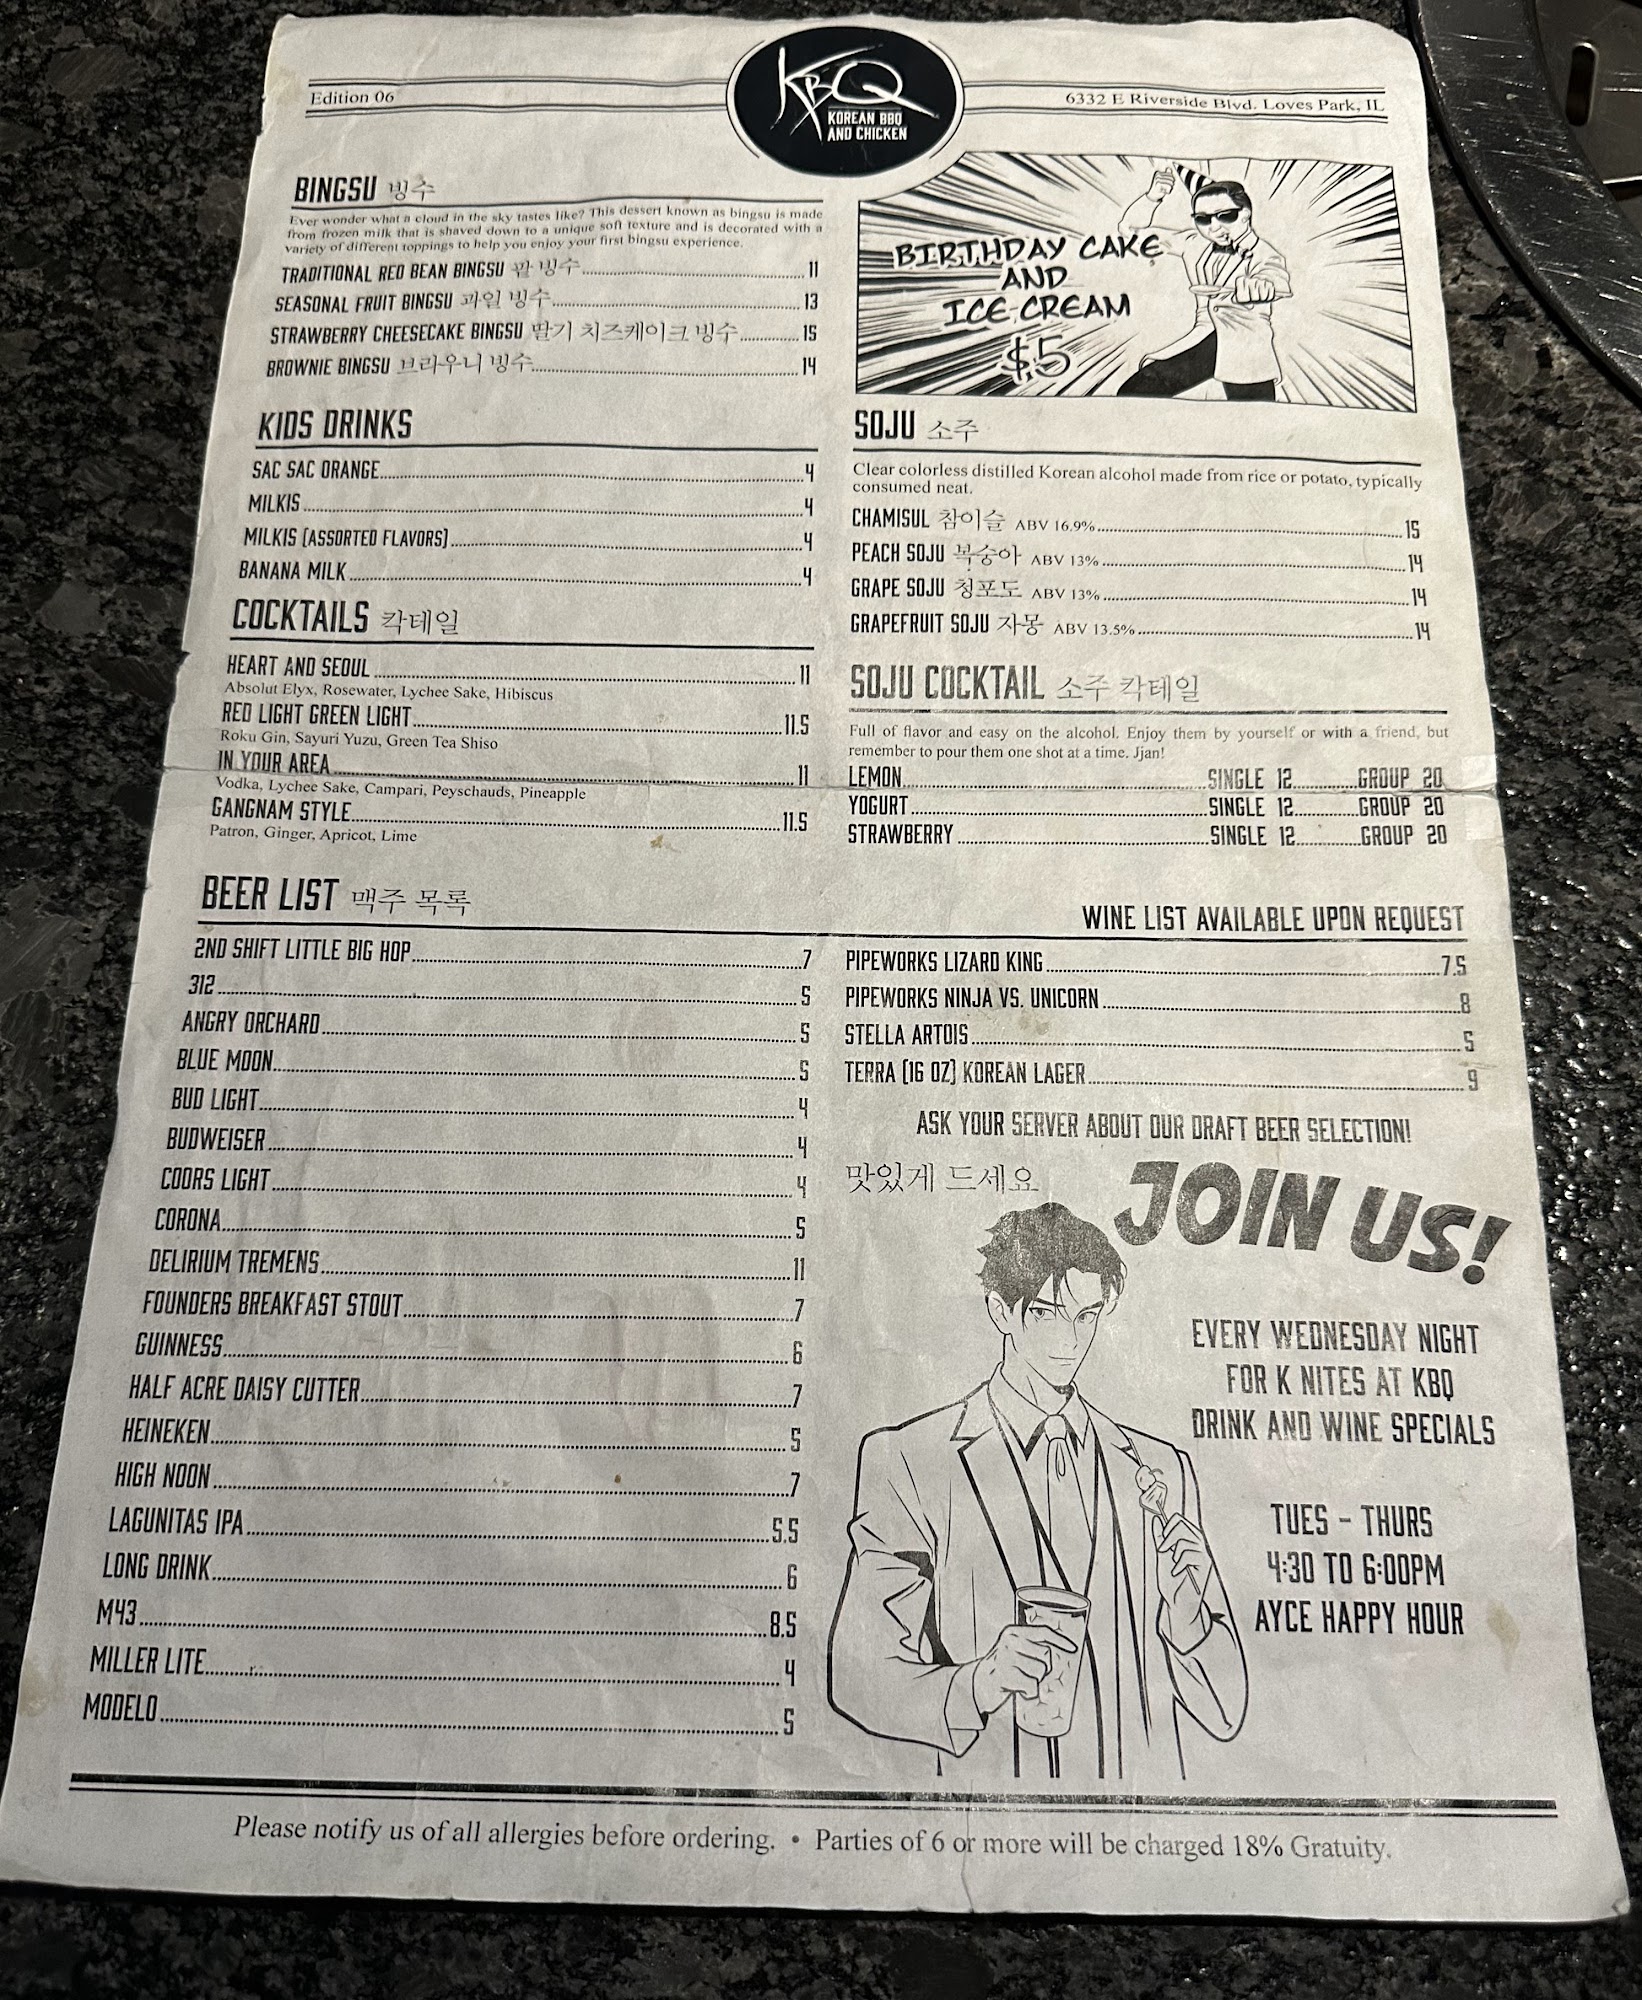 Edition 06
KBQ
KOREAN BBQ
AND CHICKEN
6332 E Riverside Blvd. Loves Park, IL
BINGSU 빙수
Ever wonder what a cloud in the sky tastes like? This dessert known as bingsu is made
from frozen milk that is shaved down to a unique soft texture and is decorated with a
variety of different toppings to help you enjoy your first bingsu experience.
TRADITIONAL RED BEAN BINGSU 팥 빙수 11
SEASONAL FRUIT BINGSU 과일 빙수 13
STRAWBERRY CHEESECAKE BINGSU 딸기 치즈케이크 빙수 15
BROWNIE BINGSU 브라우니 빙수 14
KIDS DRINKS
SAC SAC ORANGE 4
MILKIS 4
MILKIS (ASSORTED FLAVORS) 4
BANANA MILK 4
COCKTAILS 칵테일
HEART AND SEOUL 11
Absolut Elyx, Rosewater, Lychee Sake, Hibiscus
RED LIGHT GREEN LIGHT 11.5
Roku Gin, Sayuri Yuzu, Green Tea Shiso
IN YOUR AREA 11
Vodka, Lychee Sake, Campari, Peyschauds, Pineapple
GANGNAM STYLE 11.5
Patron, Ginger, Apricot, Lime
BIRTHDAY CAKE
AND
ICE CREAM
$5
SOJU 소주
Clear colorless distilled Korean alcohol made from rice or potato, typically
consumed neat.
CHAMISUL 참이슬 ABV 16.9% 15
PEACH SOJU 복숭아 ABV 13% 14
GRAPE SOJU 청포도 ABV 13% 14
GRAPEFRUIT SOJU 자몽 ABV 13.5% 14
SOJU COCKTAIL 소주 칵테일
Full of flavor and easy on the alcohol. Enjoy them by yourself or with a friend, but
remember to pour them one shot at a time. Jjan!
LEMON SINGLE 12 GROUP 20
YOGURT SINGLE 12 GROUP 20
STRAWBERRY SINGLE 12 GROUP 20
BEER LIST 맥주 목록
WINE LIST AVAILABLE UPON REQUEST
2ND SHIFT LITTLE BIG HOP 7
312 5
ANGRY ORCHARD 5
BLUE MOON 5
BUD LIGHT 4
BUDWEISER 4
COORS LIGHT 4
CORONA 5
DELIRIUM TREMENS 11
FOUNDERS BREAKFAST STOUT 7
GUINNESS 6
HALF ACRE DAISY CUTTER 7
HEINEKEN 5
HIGH NOON 7
LAGUNITAS IPA 5.5
LONG DRINK 6
M43 8.5
MILLER LITE 4
MODELO 5
PIPEWORKS LIZARD KING 7.5
PIPEWORKS NINJA VS. UNICORN 8
STELLA ARTOIS 5
TERRA (16 OZ) KOREAN LAGER 9
ASK YOUR SERVER ABOUT OUR DRAFT BEER SELECTION!
맛있게 드세요
JOIN US!
EVERY WEDNESDAY NIGHT
FOR K NITES AT KBQ
DRINK AND WINE SPECIALS
TUES - THURS
4:30 TO 6:00PM
AYCE HAPPY HOUR
Please notify us of all allergies before ordering. • Parties of 6 or more will be charged 18% Gratuity.